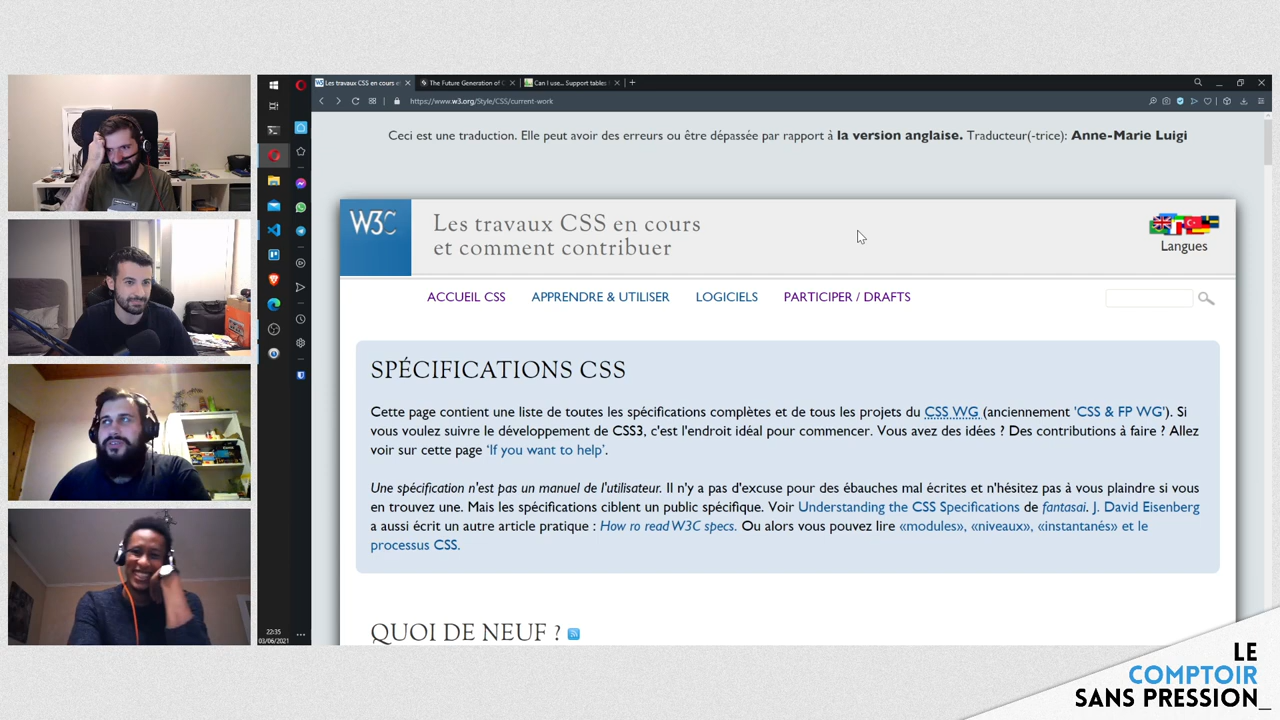 Les travaux CSS en cours e
The Future Generation of C
Can I use... Support tables
https://www.w3.org/Style/CSS/current-work
Ceci est une traduction. Elle peut avoir des erreurs ou être dépassée par rapport à la version anglaise. Traducteur(-trice): Anne-Marie Luigi
W3C
Les travaux CSS en cours
et comment contribuer
Langues
ACCUEIL CSS APPRENDRE & UTILISER LOGICIELS PARTICIPER / DRAFTS
SPÉCIFICATIONS CSS
Cette page contient une liste de toutes les spécifications complètes et de tous les projets du CSS WG (anciennement 'CSS & FP WG'). Si
vous voulez suivre le développement de CSS3, c'est l'endroit idéal pour commencer. Vous avez des idées ? Des contributions à faire ? Allez
voir sur cette page ‘If you want to help’.
Une spécification n'est pas un manuel de l'utilisateur. Il n'y a pas d'excuse pour des ébauches mal écrites et n'hésitez pas à vous plaindre si vous
en trouvez une. Mais les spécifications ciblent un public spécifique. Voir Understanding the CSS Specifications de fantasai. J. David Eisenberg
a aussi écrit un autre article pratique : How ro read W3C specs. Ou alors vous pouvez lire «modules», «niveaux», «instantanés» et le
processus CSS.
QUOI DE NEUF ?
22:35
03/06/2021
LE
COMPTOIR
SANS PRESSION_